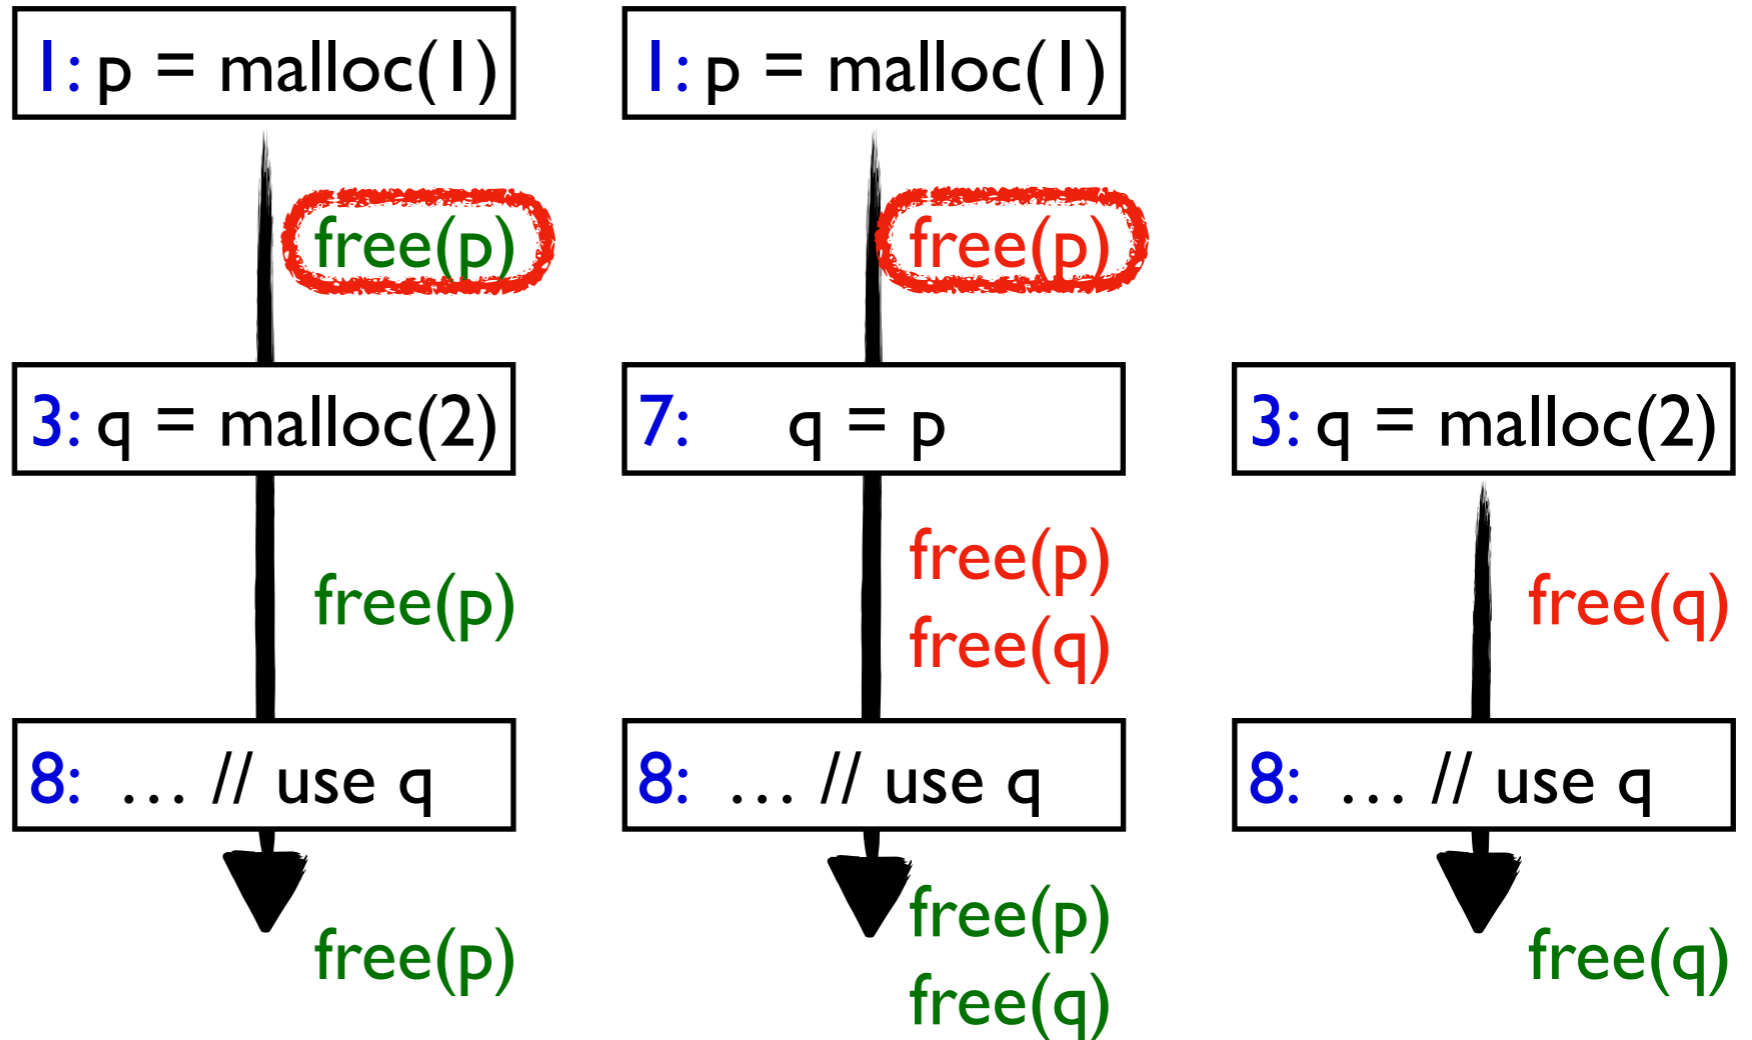 1: p = malloc(1)
free(p)
3: q = malloc(2)
free(p)
8: … // use q
free(p)
1: p = malloc(1)
free(p)
7: q = p
free(p)
free(q)
8: … // use q
free(p)
free(q)
3: q = malloc(2)
free(q)
8: … // use q
free(q)